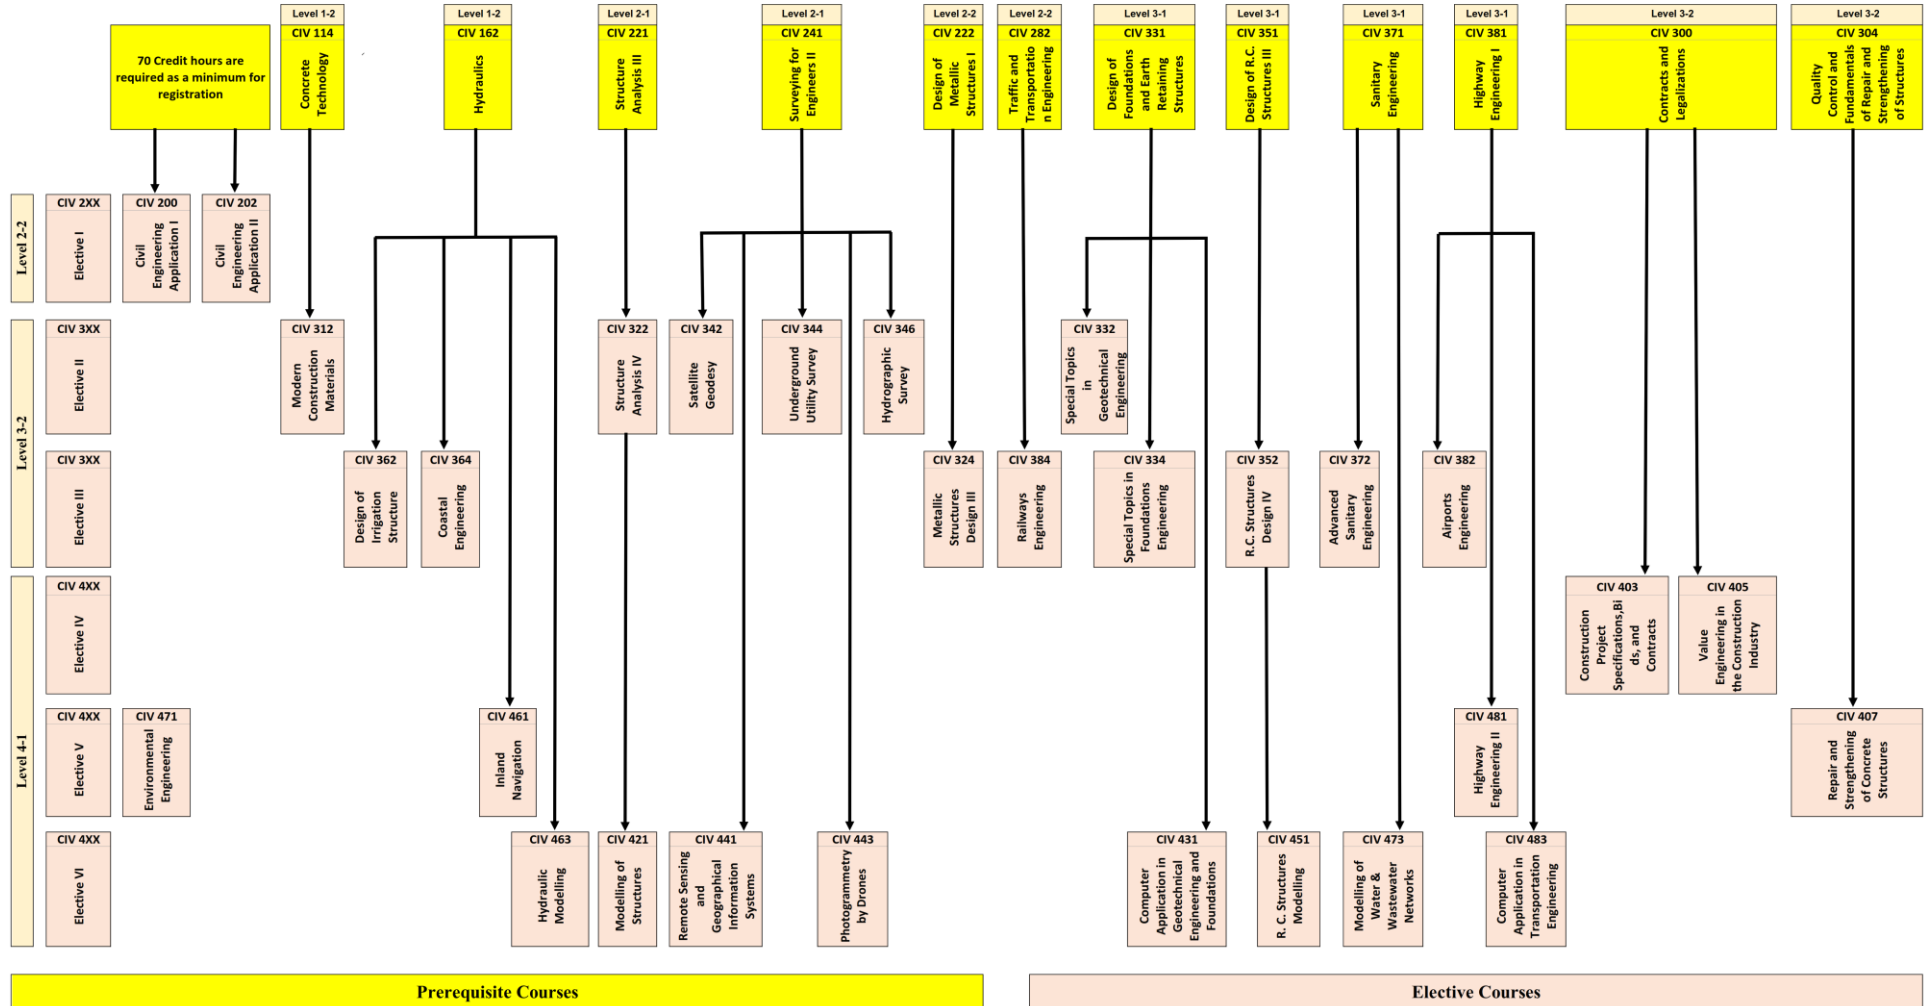 Level 1-2
Level 1-2
Level 2-1
Level 2-1
Level 2-2
Level 2-2
Level 3-1
Level 3-1
Level 3-1
Level 3-1
Level 3-2
Level 3-2
70 Credit hours are
required as a minimum for
registration
CIV 114
Concrete
Technology
CIV 162
Hydraulics
CIV 221
Structure
Analysis III
CIV 241
Surveying for
Engineers II
CIV 222
Design of
Metallic
Structures I
CIV 282
Traffic and
Transportatio
n Engineering
CIV 331
Design of
Foundations
and Earth
Retaining
Structures
CIV 351
Design of R.C.
Structures III
CIV 371
Sanitary
Engineering
CIV 381
Highway
Engineering I
CIV 300
Contracts and
Legalizations
CIV 304
Quality
Control and
Fundamentals
of Repair and
Strengthening
of Structures
Level 2-2
CIV 2XX
Elective I
CIV 200
Civil
Engineering
Application I
CIV 202
Civil
Engineering
Application II
Level 3-2
CIV 3XX
Elective II
CIV 312
Modern
Construction
Materials
CIV 322
Structure
Analysis IV
CIV 342
Satellite
Geodesy
CIV 344
Underground
Utility Survey
CIV 346
Hydrographic
Survey
CIV 332
Special Topics
in
Geotechnical
Engineering
CIV 3XX
Elective III
CIV 362
Design of
Irrigation
Structure
CIV 364
Coastal
Engineering
CIV 324
Metallic
Structures
Design III
CIV 384
Railways
Engineering
CIV 334
Special Topics in
Foundations
Engineering
CIV 352
R.C. Structures
Design IV
CIV 372
Advanced
Sanitary
Engineering
CIV 382
Airports
Engineering
Level 4-1
CIV 4XX
Elective IV
CIV 403
Construction
Project
Specifications,Bi
ds, and
Contracts
CIV 405
Value
Engineering in
the Construction
Industry
CIV 4XX
Elective V
CIV 471
Environmental
Engineering
CIV 461
Inland
Navigation
CIV 481
Highway
Engineering II
CIV 407
Repair and
Strengthening
of Concrete
Structures
CIV 4XX
Elective VI
CIV 463
Hydraulic
Modelling
CIV 421
Modelling of
Structures
CIV 441
Remote Sensing
and
Geographical
Information
Systems
CIV 443
Photogrammetry
by Drones
CIV 431
Computer
Application in
Geotechnical
Engineering and
Foundations
CIV 451
R. C. Structures
Modelling
CIV 473
Modelling of
Water &
Wastewater
Networks
CIV 483
Computer
Application in
Transportation
Engineering
Prerequisite Courses
Elective Courses